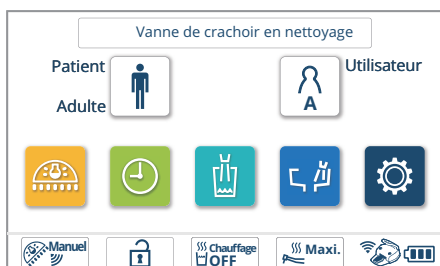 Vanne de crachoir en nettoyage
Patient
Utilisateur
Adulte
A
Manuel
Chauffage
OFF
Maxi.